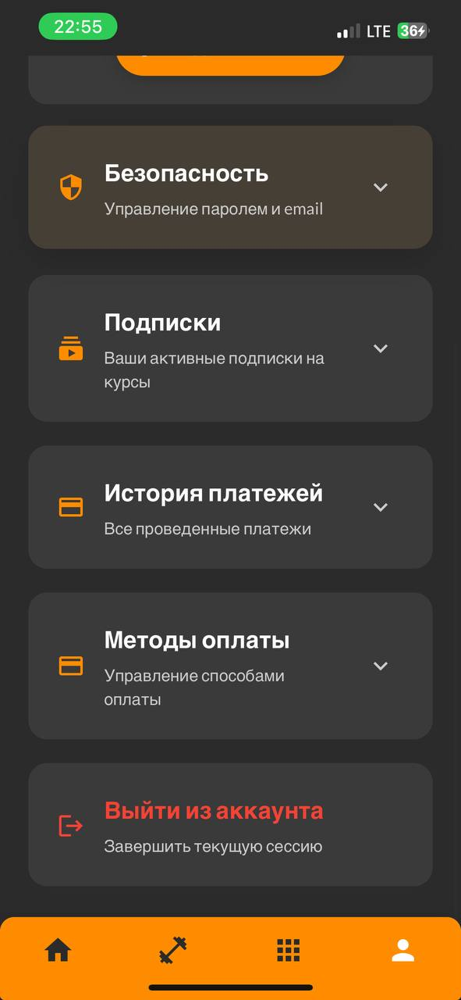 22:55
LTE
36
Безопасность
Управление паролем и email
Подписки
Ваши активные подписки на
курсы
История платежей
Все проведенные платежи
Методы оплаты
Управление способами
оплаты
Выйти из аккаунта
Завершить текущую сессию